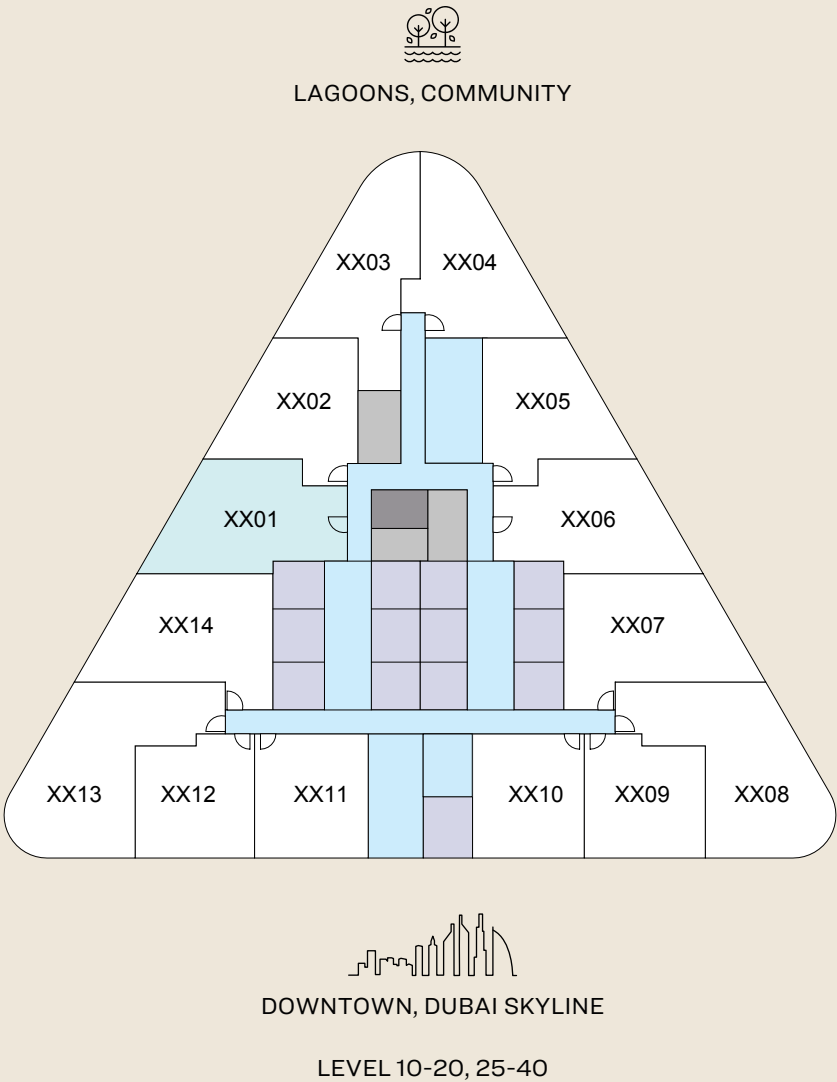 LAGOONS, COMMUNITY
XX03
XX04
XX02
XX05
XX01
XX06
XX14
XX07
XX13
XX12
XX11
XX10
XX09
XX08
DOWNTOWN, DUBAI SKYLINE
LEVEL 10-20, 25-40